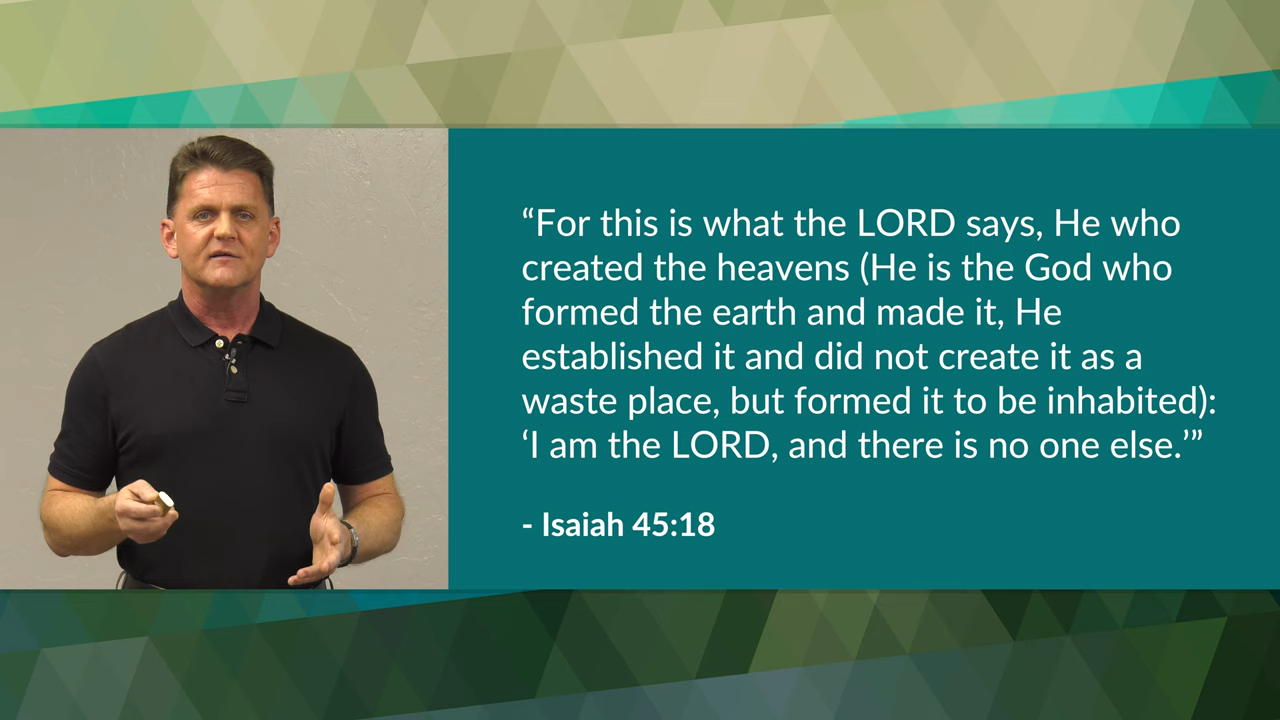 “For this is what the LORD says, He who
created the heavens (He is the God who
formed the earth and made it, He
established it and did not create it as a
waste place, but formed it to be inhabited):
‘I am the LORD, and there is no one else.’”
- Isaiah 45:18